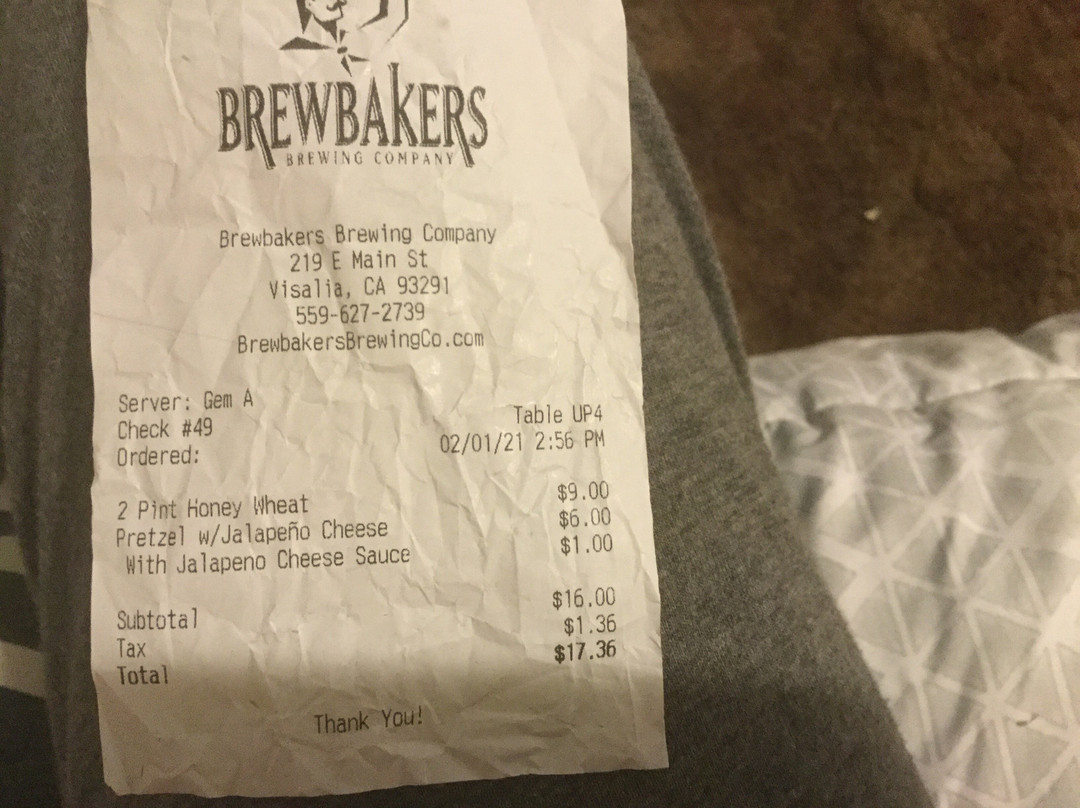 BREWBAKERS
BREWING COMPANY
Brewbakers Brewing Company
219 E Main St
Visalia, CA 93291
559-627-2739
BrewbakersBrewingCo.com
Server: Gem A
Check #49 Table UP4
Ordered: 02/01/21 2:56 PM
2 Pint Honey Wheat $9.00
Pretzel w/Jalapeño Cheese $6.00
With Jalapeno Cheese Sauce $1.00
Subtotal $16.00
Tax $1.36
Total $17.36
Thank You!